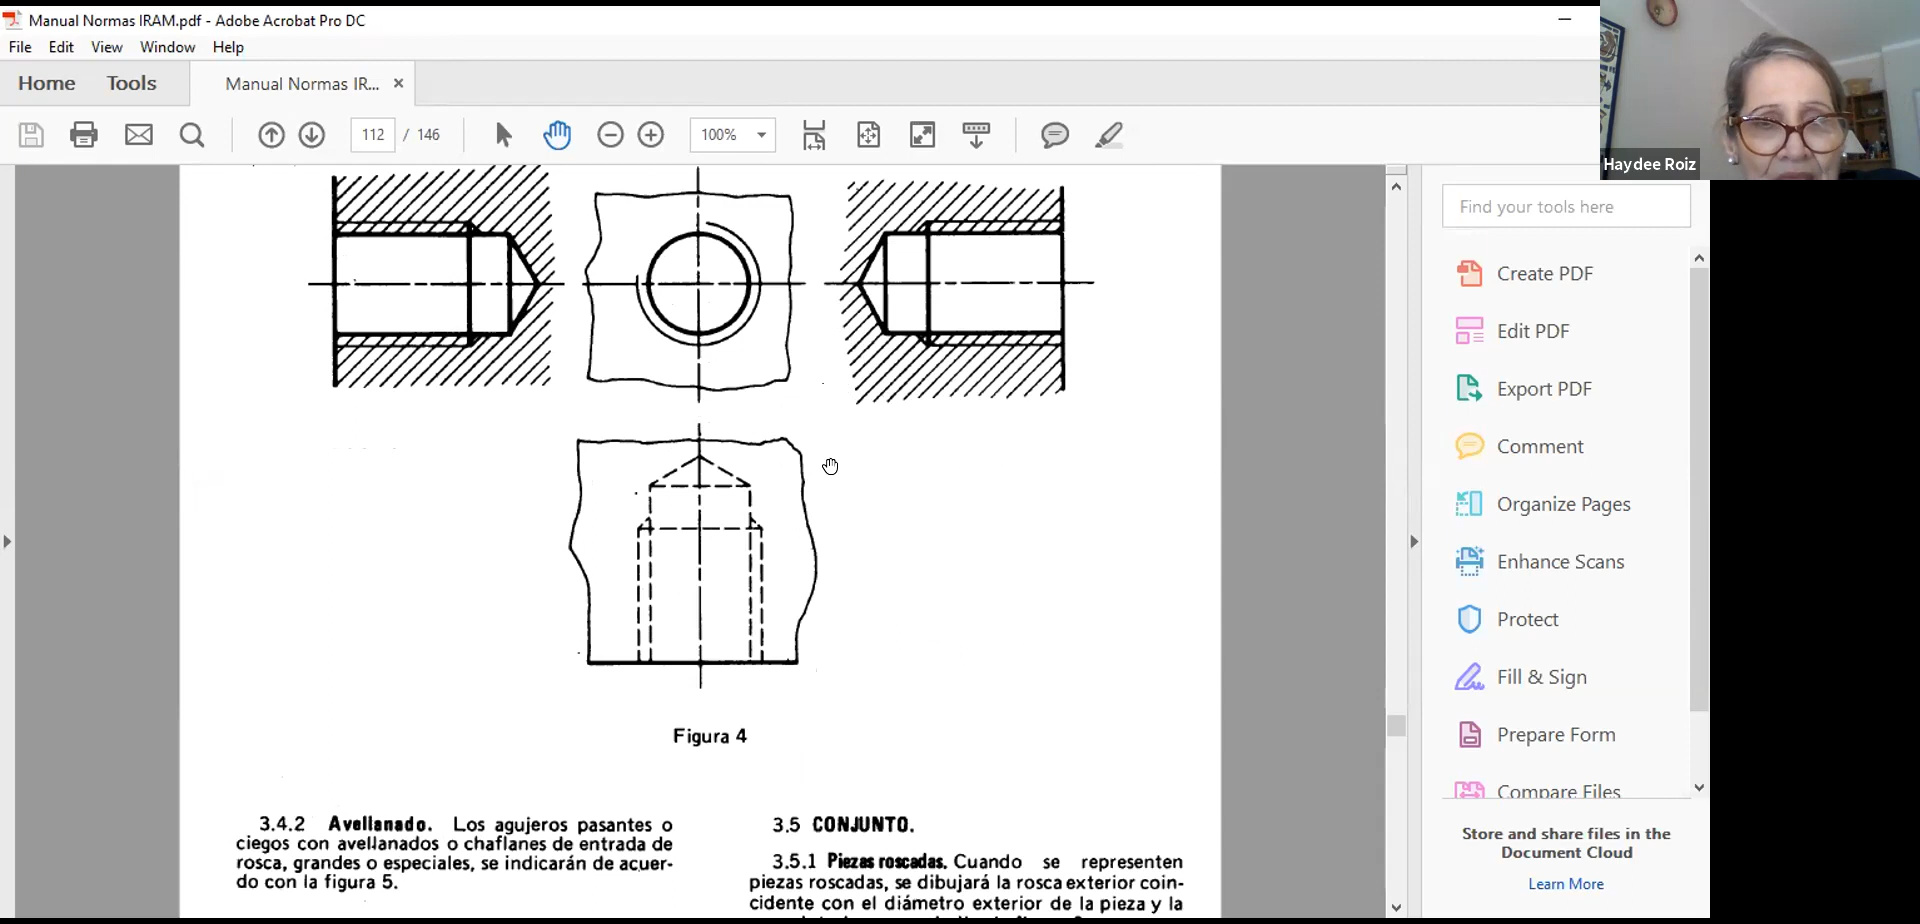 Manual Normas IRAM.pdf - Adobe Acrobat Pro DC
File Edit View Window Help
Home Tools Manual Normas IR...
112 / 146 100%
Haydee Roiz
Find your tools here
Create PDF
Edit PDF
Export PDF
Comment
Organize Pages
Enhance Scans
Protect
Fill & Sign
Prepare Form
Compare Files
Store and share files in the
Document Cloud
Learn More
Figura 4
3.4.2 Avellanado. Los agujeros pasantes o
ciegos con avellanados o chaflanes de entrada de
rosca, grandes o especiales, se indicarán de acuer-
do con la figura 5.
3.5 CONJUNTO.
3.5.1 Piezas roscadas. Cuando se representen
piezas roscadas, se dibujará la rosca exterior coin-
cidente con el diámetro exterior de la pieza y la